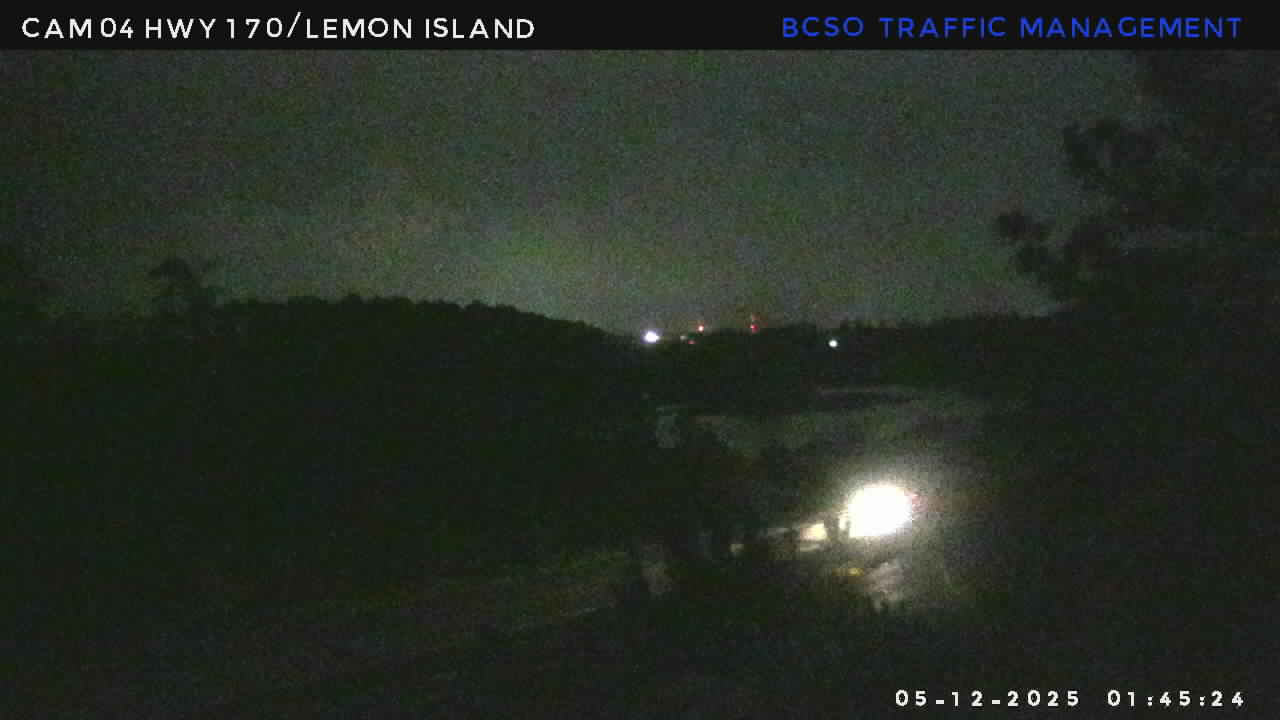 CAM04 HWY 170/LEMON ISLAND
BCSO TRAFFIC MANAGEMENT
05-12-2025 01:45:24